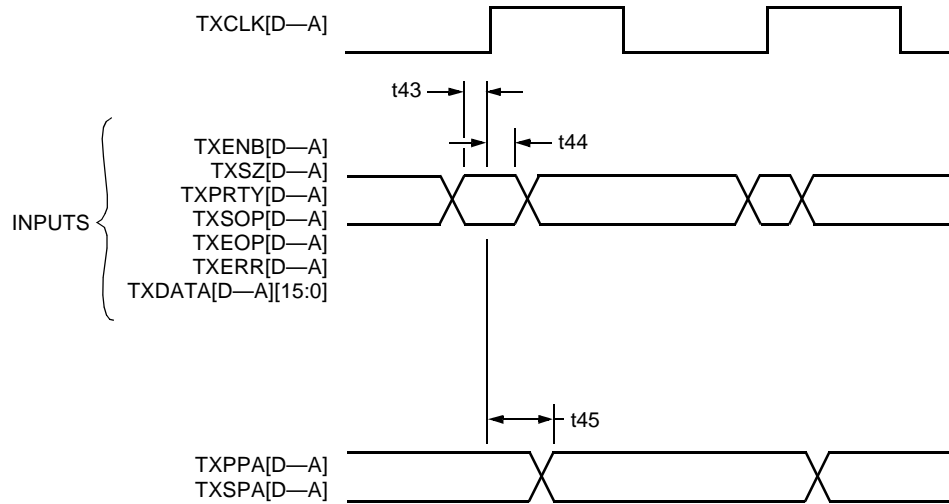 TXCLK[D—A]
t43
t44
INPUTS
TXENB[D—A]
TXSZ[D—A]
TXPRTY[D—A]
TXSOP[D—A]
TXEOP[D—A]
TXERR[D—A]
TXDATA[D—A][15:0]
t45
TXPPA[D—A]
TXSPA[D—A]